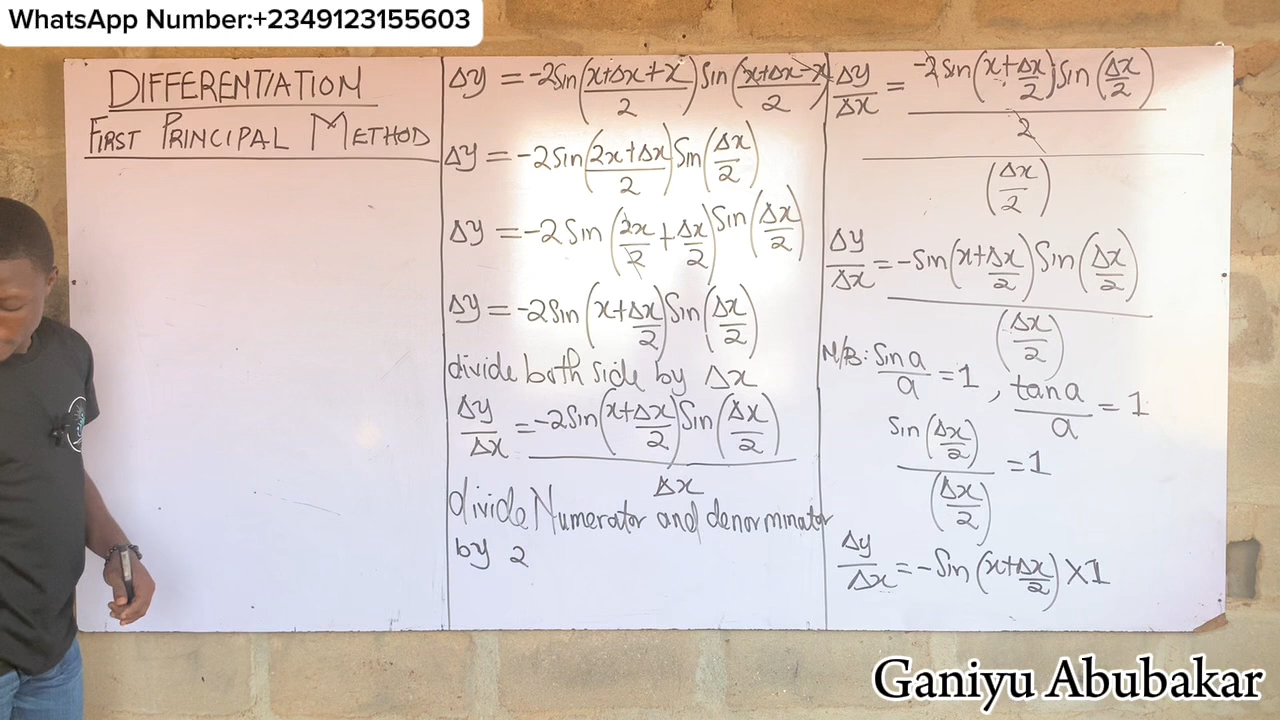 WhatsApp Number:+2349123155603
DIFFERENTIATION
FIRST PRINCIPAL METHOD
Δy = -2Sin((x+Δx+x)/2) Sin((x+Δx-x)/2)
Δy = -2Sin((2x+Δx)/2) Sin(Δx/2)
Δy = -2Sin(2x/2 + Δx/2) Sin(Δx/2)
Δy = -2Sin(x+Δx/2) Sin(Δx/2)
divide both side by Δx
Δy/Δx = -2Sin(x+Δx/2) Sin(Δx/2)
Δx
divide Numerator and denorminator
by 2
Δy/Δx = -2Sin(x+Δx/2) Sin(Δx/2)
2
(Δx/2)
Δy/Δx = -Sin(x+Δx/2) Sin(Δx/2)
(Δx/2)
N/B: Sin a/a = 1, tan a/a = 1
Sin(Δx/2)/(Δx/2) = 1
Δy/Δx = -Sin(x+Δx/2) X 1
Ganiyu Abubakar